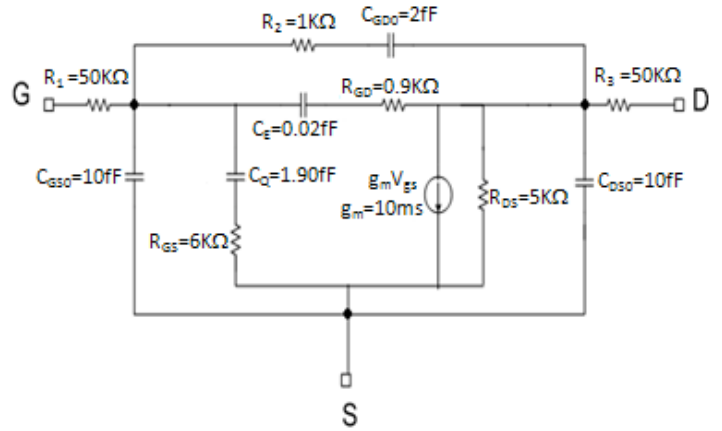 R₂ =1KΩ
C_GD0=2fF
R₁ =50KΩ
R_GD=0.9KΩ
R₃ =50KΩ
G
D
C_E=0.02fF
C_GS0=10fF
C_Q=1.90fF
g_mV_gs
g_m=10ms
R_DS=5KΩ
C_DS0=10fF
R_GS=6KΩ
S